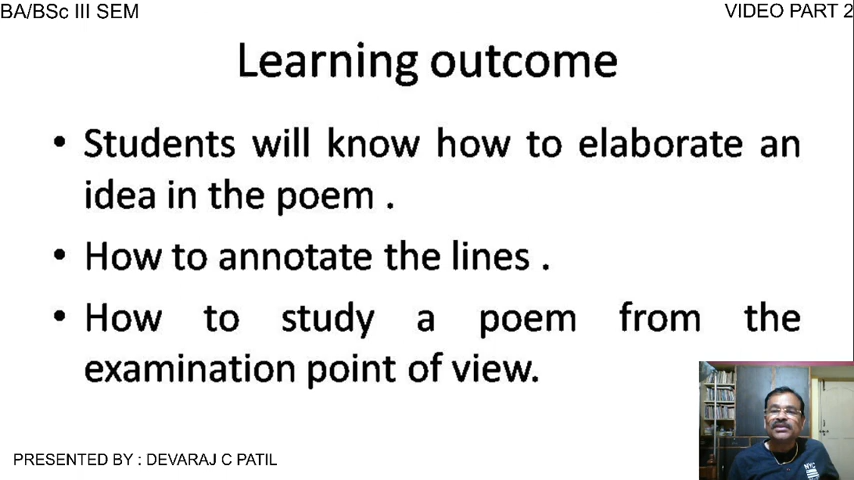 BA/BSc III SEM
VIDEO PART 2
Learning outcome
• Students will know how to elaborate an
idea in the poem .
• How to annotate the lines .
• How to study a poem from the
examination point of view.
NYC
PRESENTED BY : DEVARAJ C PATIL